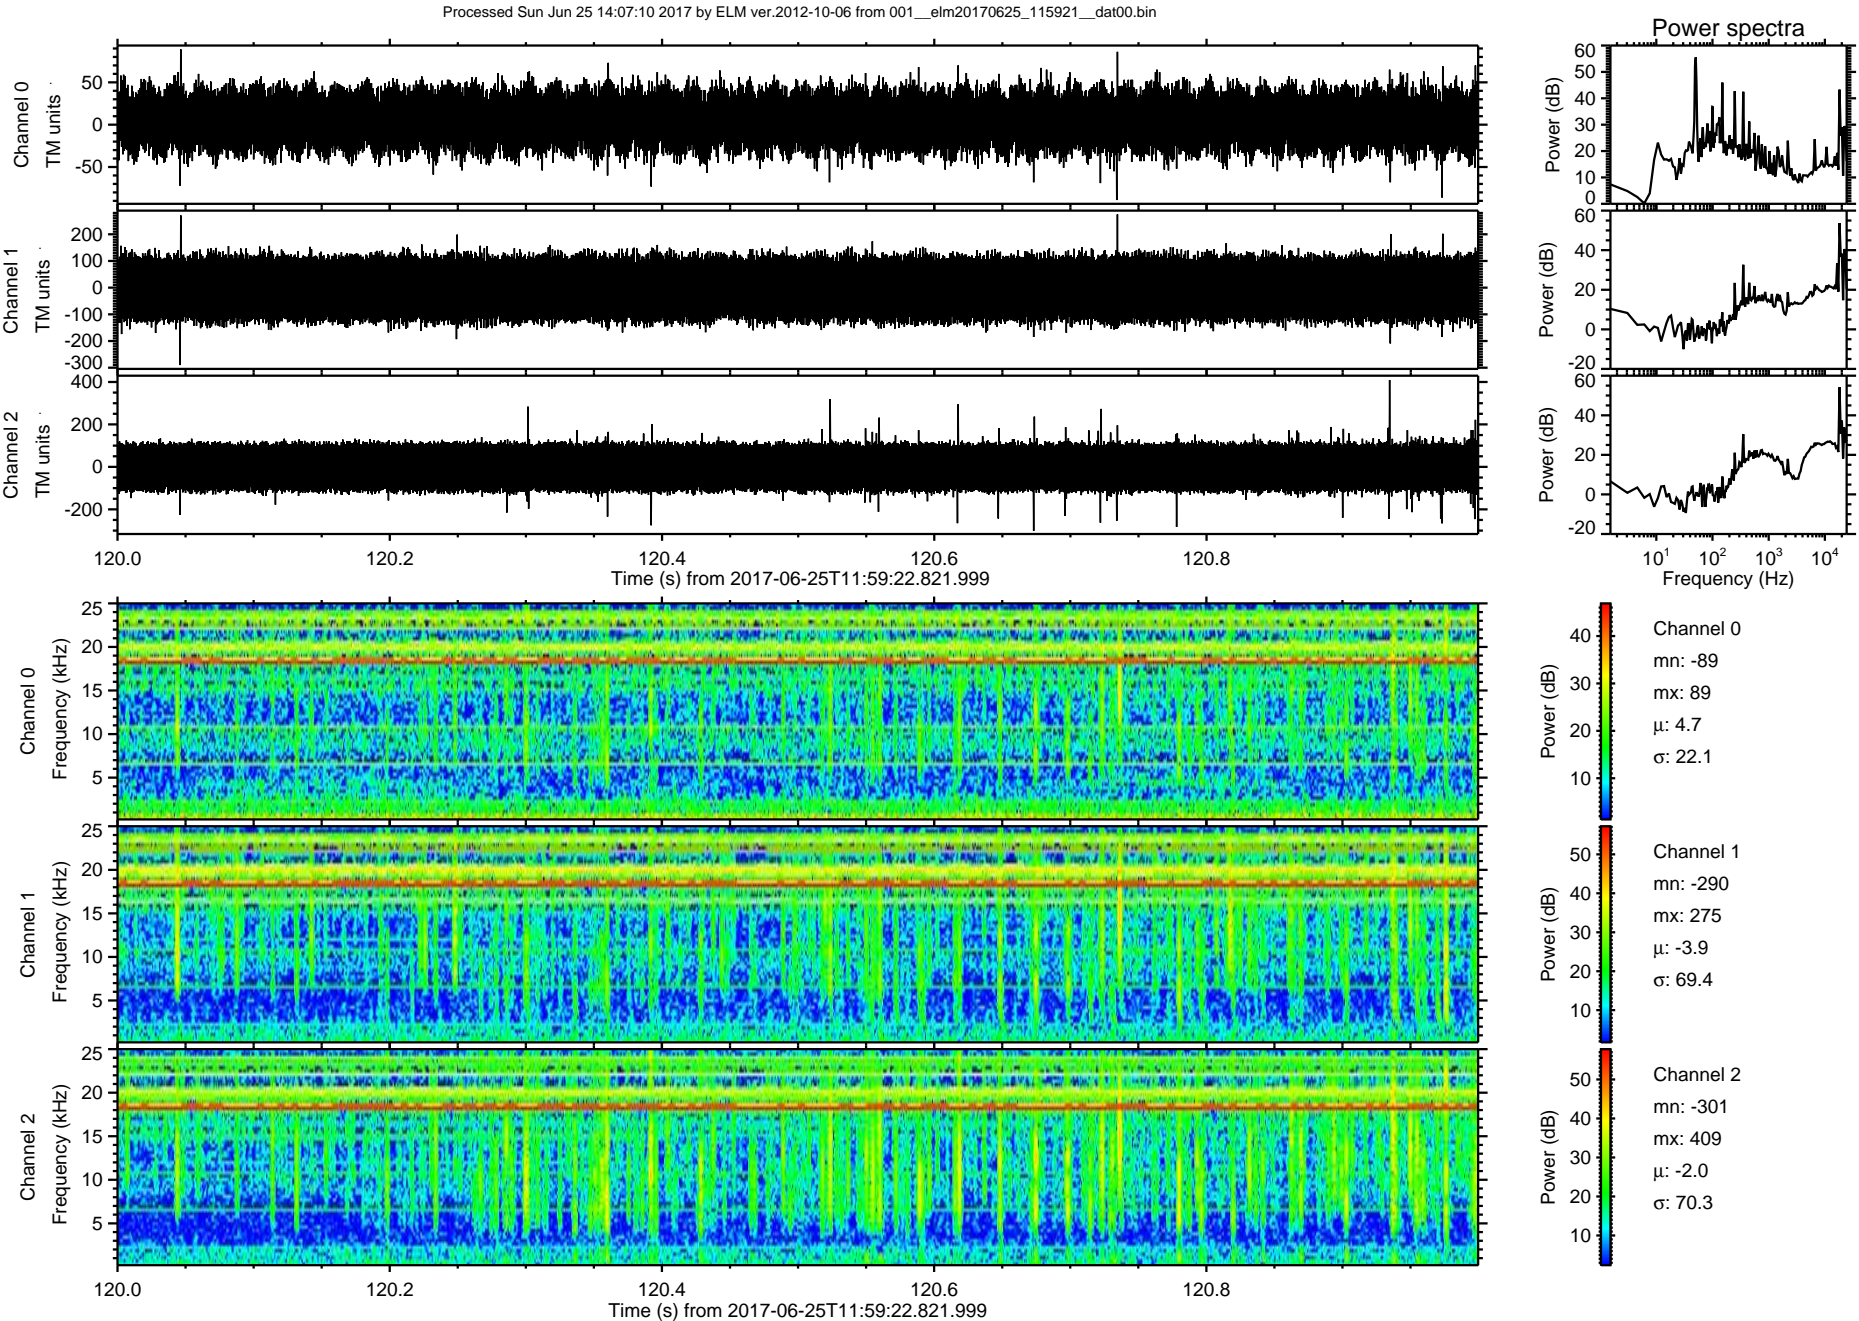 Processed Sun Jun 25 14:07:10 2017 by ELM ver.2012-10-06 from 001__elm20170625_115921__dat00.bin
Power spectra
Channel 0
TM units
50
0
-50
Power (dB)
60
50
40
30
20
10
0
Channel 1
TM units
200
100
0
-100
-200
-300
Power (dB)
60
40
20
0
-20
Channel 2
TM units
400
200
0
-200
Power (dB)
60
40
20
0
-20
120.0 120.2 120.4 120.6 120.8
Time (s) from 2017-06-25T11:59:22.821.999
10^1 10^2 10^3 10^4
Frequency (Hz)
Channel 0
Frequency (kHz)
25
20
15
10
5
Power (dB)
40
30
20
10
Channel 0
mn: -89
mx: 89
µ: 4.7
σ: 22.1
Channel 1
Frequency (kHz)
25
20
15
10
5
Power (dB)
50
40
30
20
10
Channel 1
mn: -290
mx: 275
µ: -3.9
σ: 69.4
Channel 2
Frequency (kHz)
25
20
15
10
5
Power (dB)
50
40
30
20
10
Channel 2
mn: -301
mx: 409
µ: -2.0
σ: 70.3
120.0 120.2 120.4 120.6 120.8
Time (s) from 2017-06-25T11:59:22.821.999